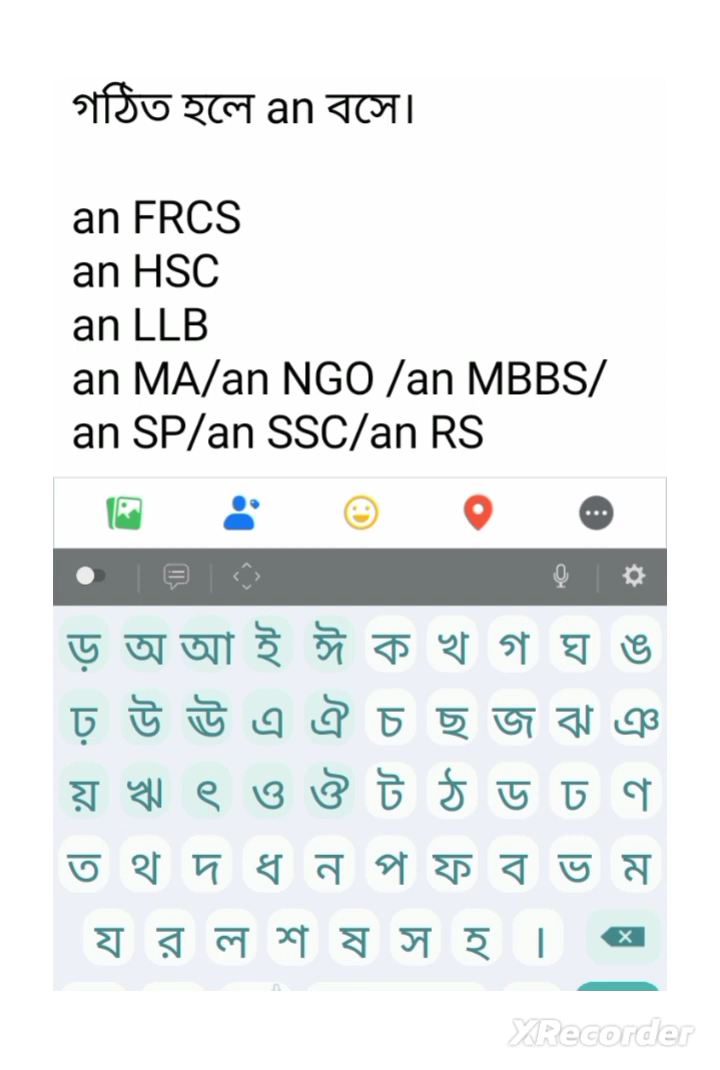 গঠিত হলে an বসে।
an FRCS
an HSC
an LLB
an MA/an NGO /an MBBS/
an SP/an SSC/an RS
ড় অ আ ই ঈ ক খ গ ঘ ঙ
ঢ় উ ঊ এ ঐ চ ছ জ ঝ ঞ
য় ঋ ৎ ও ঔ ট ঠ ড ঢ ণ
ত থ দ ধ ন প ফ ব ভ ম
য র ল শ ষ স হ ।
XRecorder